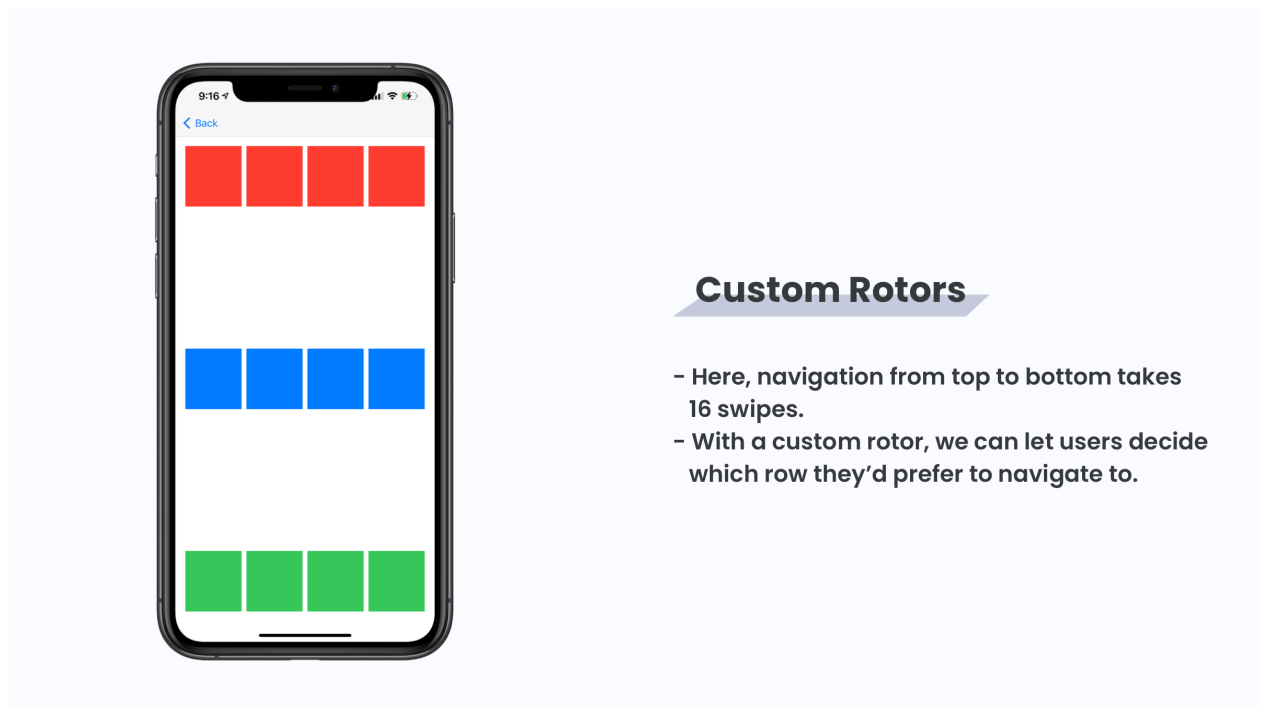 9:16
Back
Custom Rotors
- Here, navigation from top to bottom takes
16 swipes.
- With a custom rotor, we can let users decide
which row they’d prefer to navigate to.